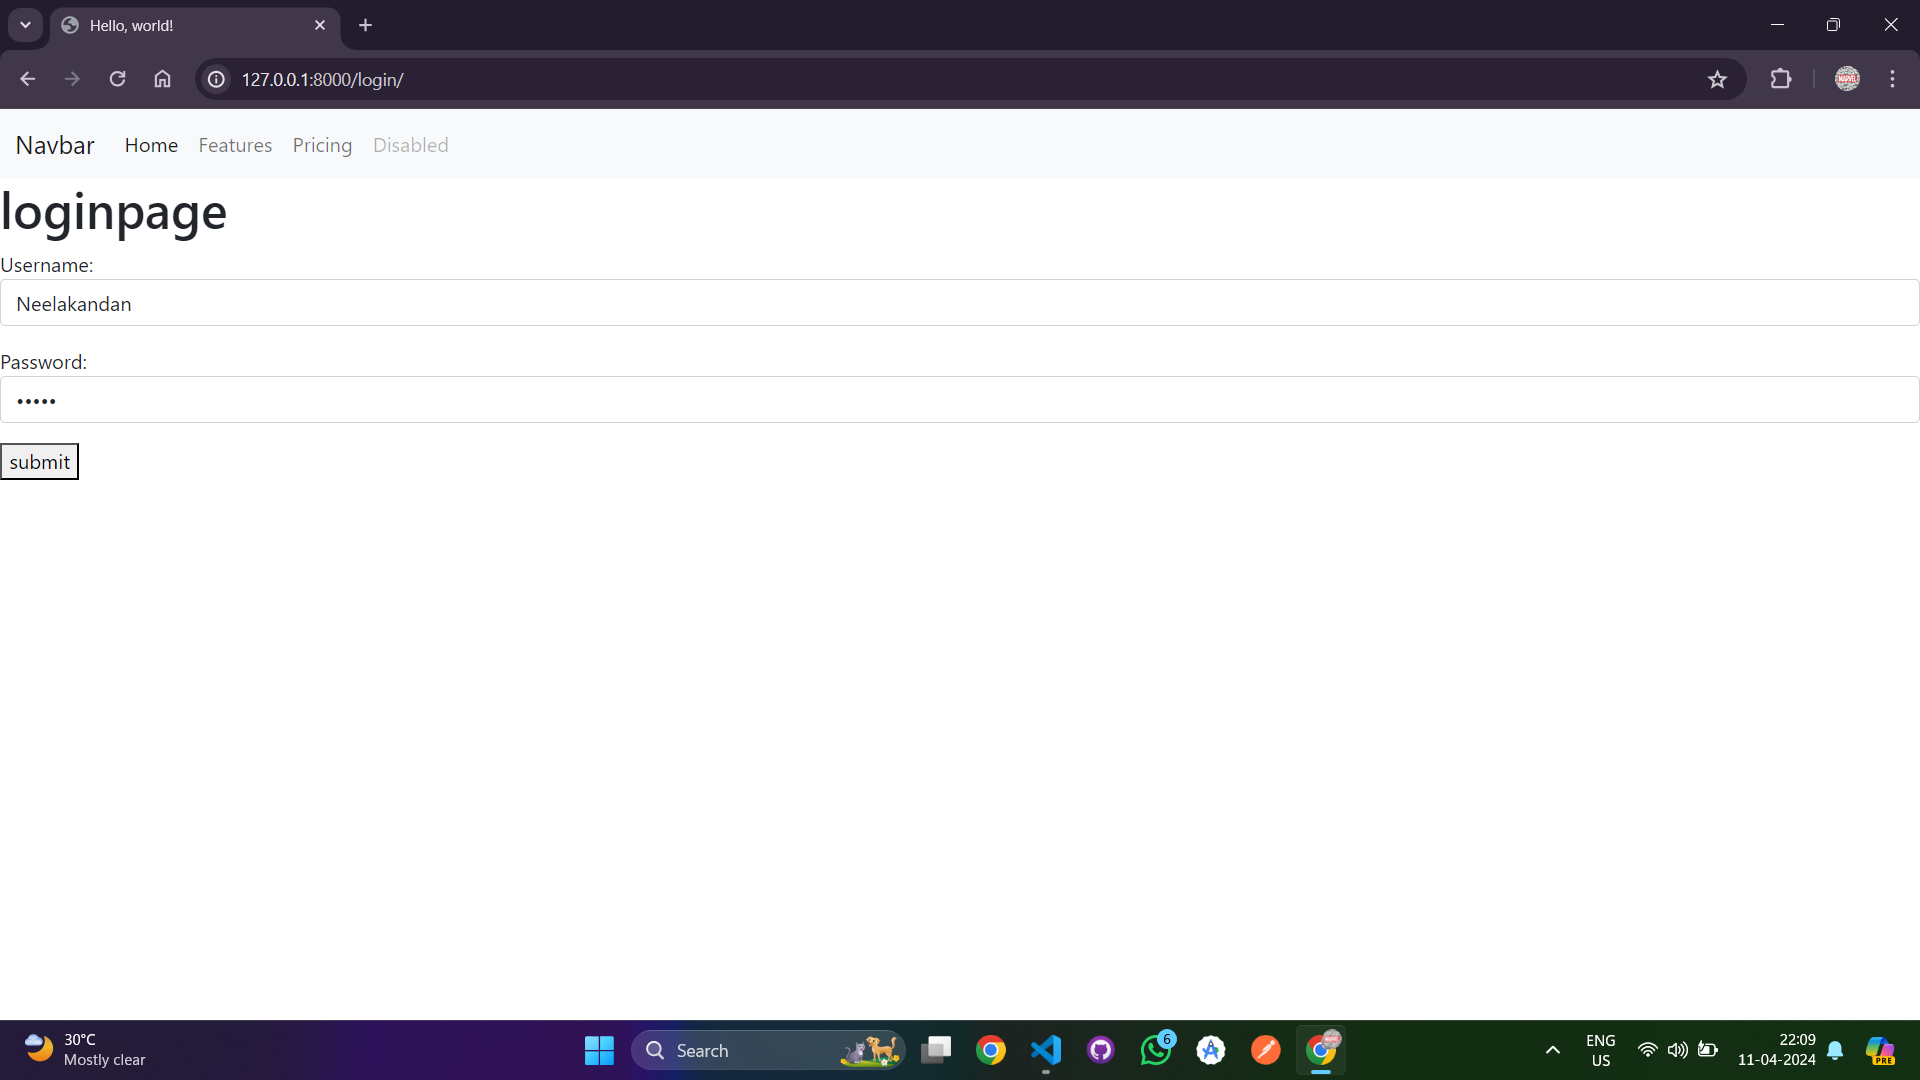 Hello, world!
127.0.0.1:8000/login/
Navbar Home Features Pricing Disabled
loginpage
Username:
Neelakandan
Password:
•••••
submit
30°C
Mostly clear
Search
6
ENG
US
22:09
11-04-2024
PRE